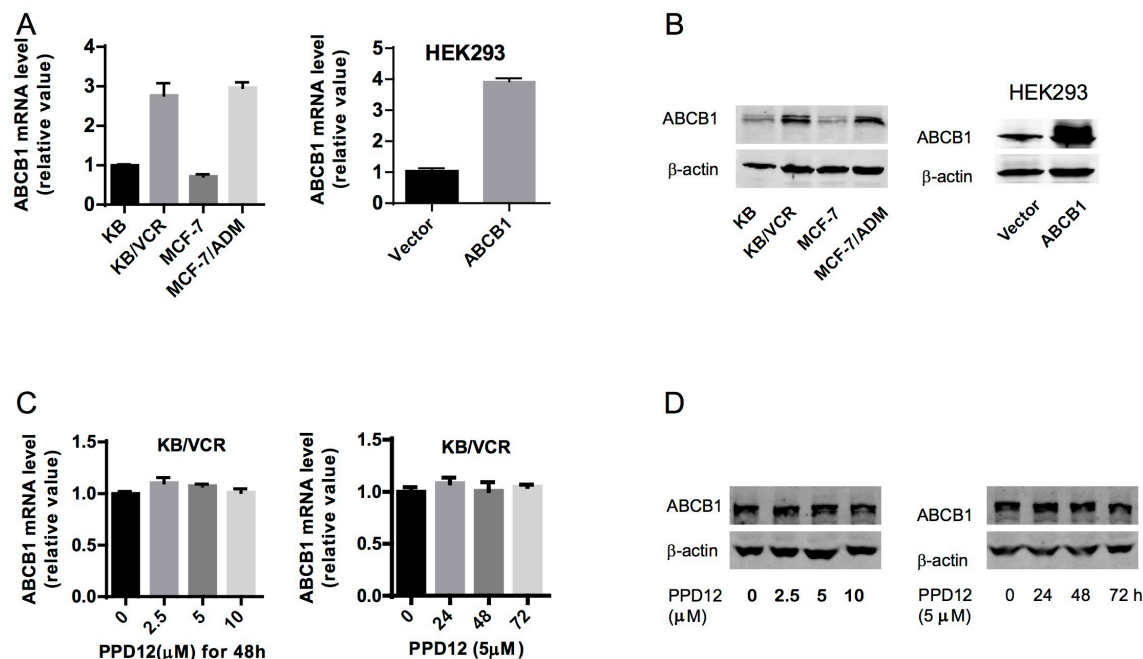 A
ABCB1 mRNA level
(relative value)
4
3
2
1
0
KB
KB/VCR
MCF-7
MCF-7/ADM
HEK293
ABCB1 mRNA level
(relative value)
5
4
3
2
1
0
Vector
ABCB1
B
ABCB1
β-actin
KB
KB/VCR
MCF-7
MCF-7/ADM
HEK293
ABCB1
β-actin
Vector
ABCB1
C
KB/VCR
ABCB1 mRNA level
(relative value)
1.5
1.0
0.5
0.0
0
2.5
5
10
PPD12(μM) for 48h
KB/VCR
ABCB1 mRNA level
(relative value)
1.5
1.0
0.5
0.0
0
24
48
72
PPD12 (5μM)
D
ABCB1
β-actin
PPD12 0 2.5 5 10
(μM)
ABCB1
β-actin
PPD12 0 24 48 72 h
(5 μM)